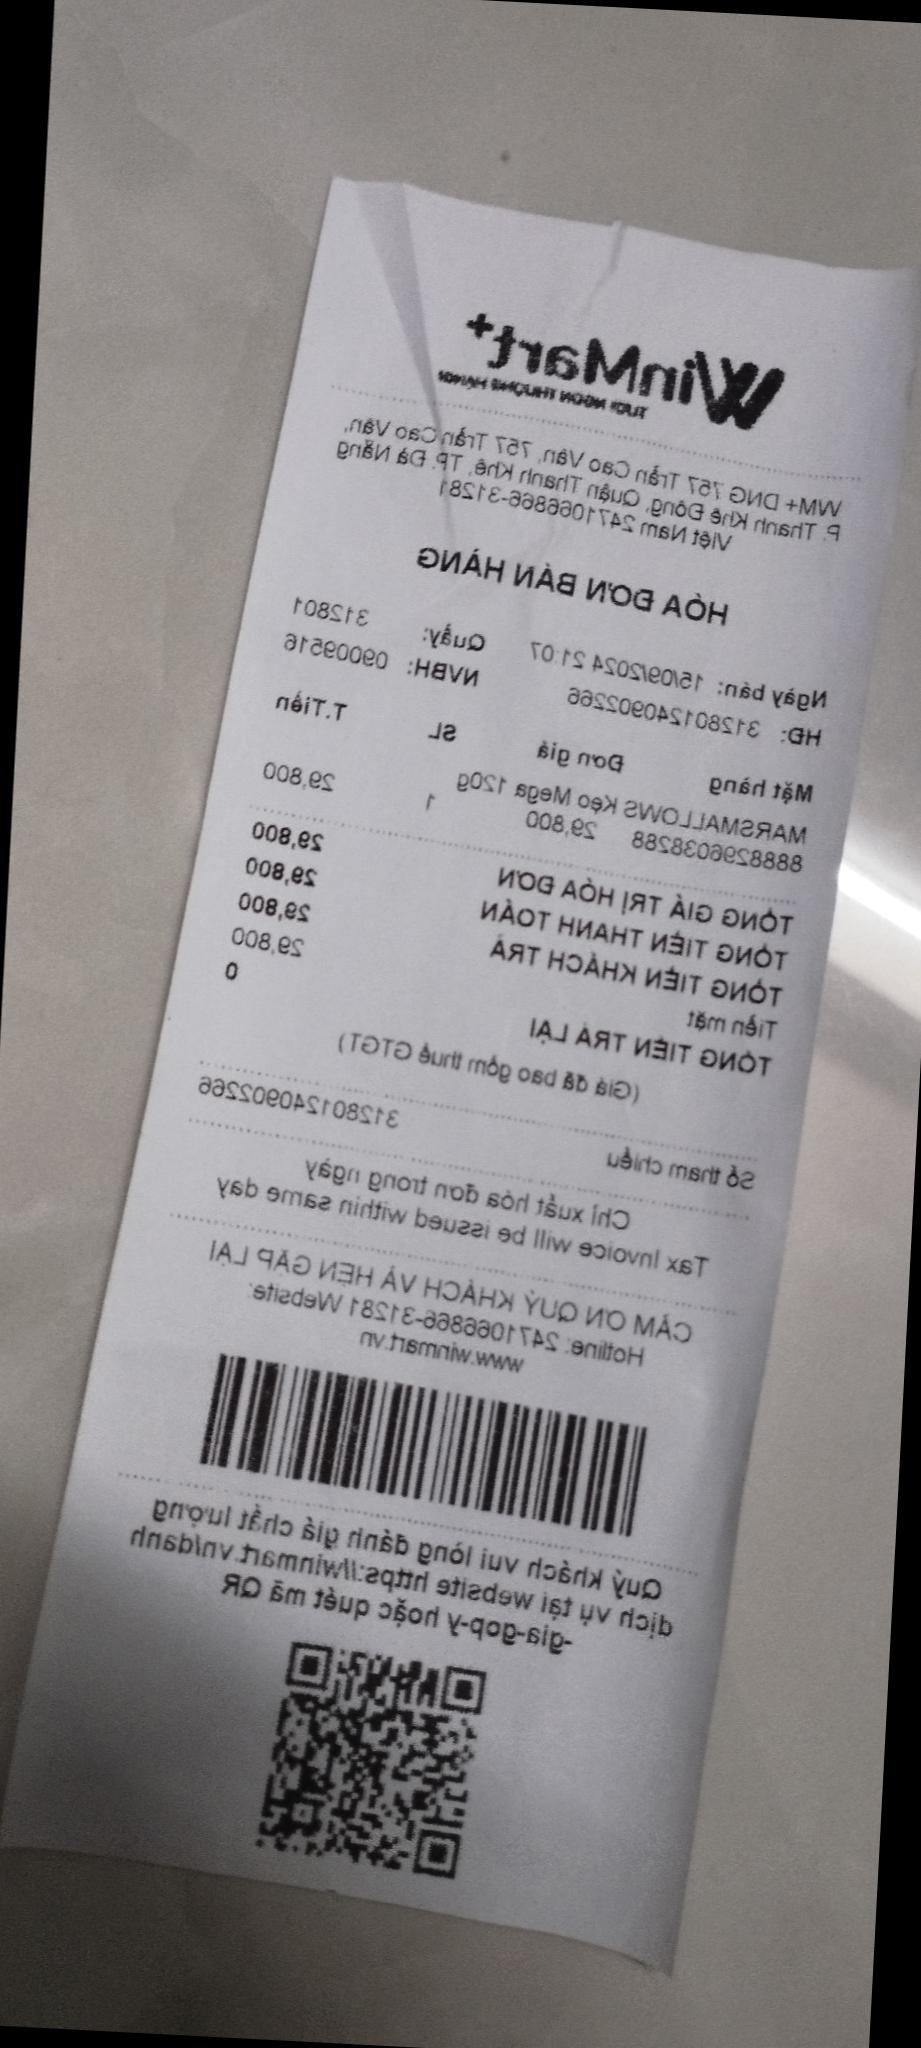 WinMart+
TƯƠI NGON THƯỢNG HẠNG
WM+ DNG 757 Trần Cao Vân, 757 Trần Cao Vân,
P. Thanh Khê Đông, Quận Thanh Khê, TP. Đà Nẵng
Việt Nam 2471066866-31281
HÓA ĐƠN BÁN HÀNG
Ngày bán: 15/09/2024 21:07 Quầy: 312801
HĐ: 312801240902266 NVBH: 09009516
Mặt hàng Đơn giá SL T.Tiền
MARSMALLOWS Kẹo Mega 120g
8888296038288 29,800 1 29,800
TỔNG GIÁ TRỊ HÓA ĐƠN 29,800
TỔNG TIỀN THANH TOÁN 29,800
TỔNG TIỀN KHÁCH TRẢ 29,800
Tiền mặt 29,800
TỔNG TIỀN TRẢ LẠI 0
(Giá đã bao gồm thuế GTGT)
Số tham chiếu 312801240902266
Chỉ xuất hóa đơn trong ngày
Tax Invoice will be issued within same day
CẢM ƠN QUÝ KHÁCH VÀ HẸN GẶP LẠI
Hotline: 2471066866-31281 Website:
www.winmart.vn
Quý khách vui lòng đánh giá chất lượng
dịch vụ tại website https://winmart.vn/danh
-gia-gop-y hoặc quét mã QR